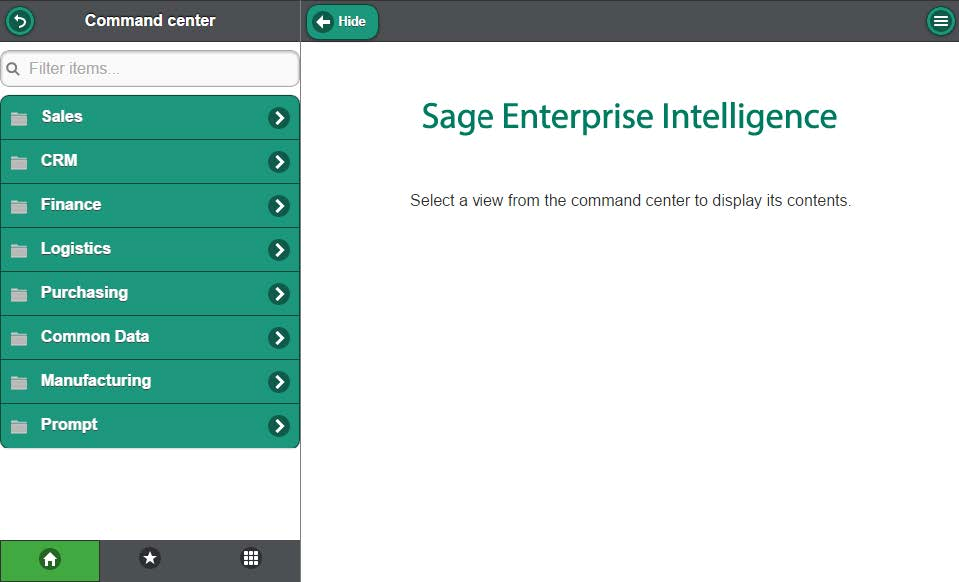 Command center
Hide
Filter items...
Sales
CRM
Finance
Logistics
Purchasing
Common Data
Manufacturing
Prompt
Sage Enterprise Intelligence
Select a view from the command center to display its contents.